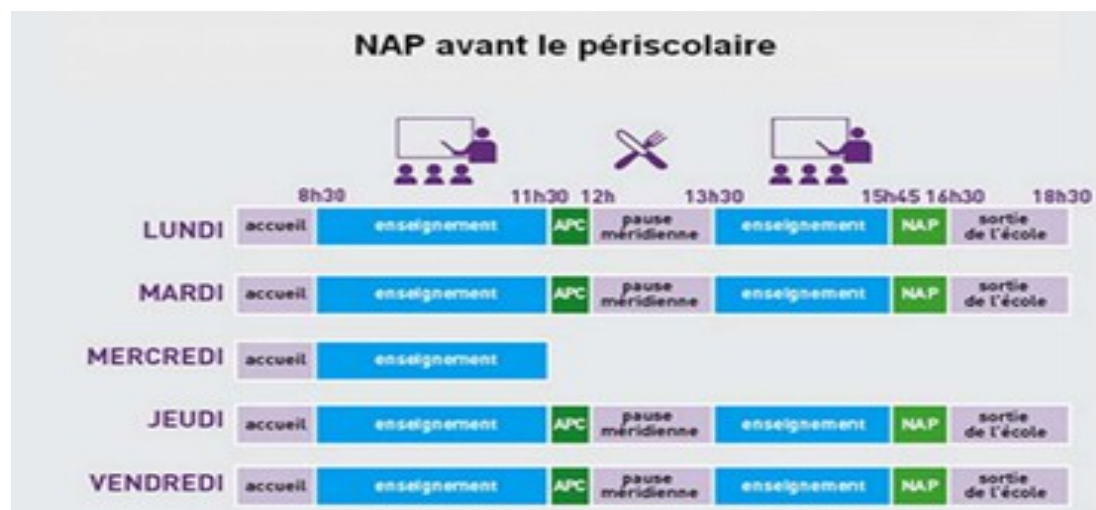 NAP avant le périscolaire
8h30 11h30 12h 13h30 15h45 16h30 18h30
LUNDI accueil enseignement APC pause méridienne enseignement NAP sortie de l'école
MARDI accueil enseignement APC pause méridienne enseignement NAP sortie de l'école
MERCREDI accueil enseignement
JEUDI accueil enseignement APC pause méridienne enseignement NAP sortie de l'école
VENDREDI accueil enseignement APC pause méridienne enseignement NAP sortie de l'école